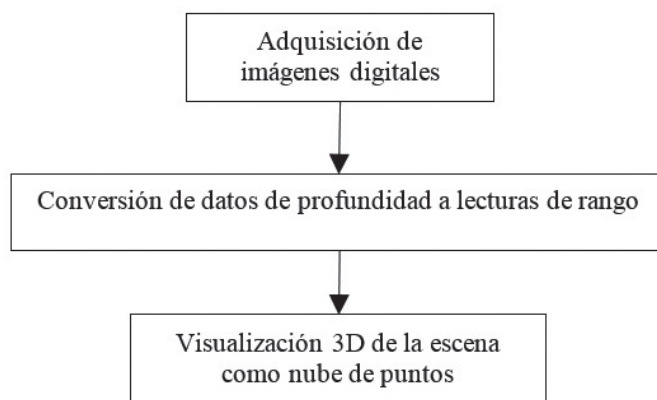 Adquisición de
imágenes digitales
Conversión de datos de profundidad a lecturas de rango
Visualización 3D de la escena
como nube de puntos